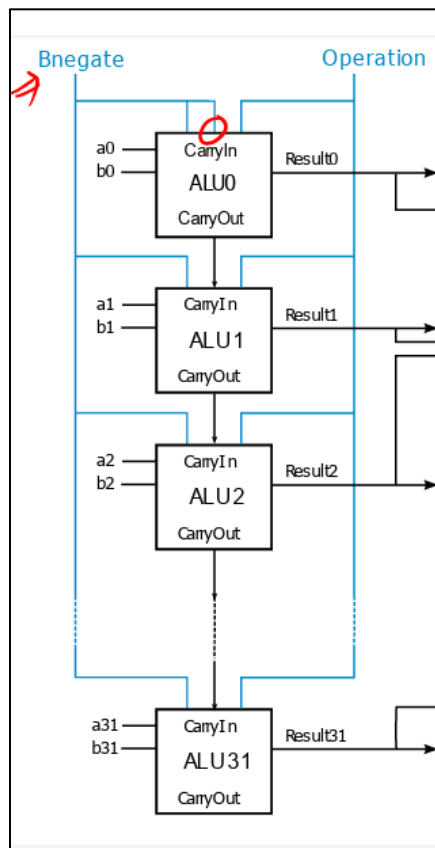 Bnegate
Operation
a0
b0
CarryIn
ALU0
CarryOut
Result0
a1
b1
CarryIn
ALU1
CarryOut
Result1
a2
b2
CarryIn
ALU2
CarryOut
Result2
a31
b31
CarryIn
ALU31
CarryOut
Result31